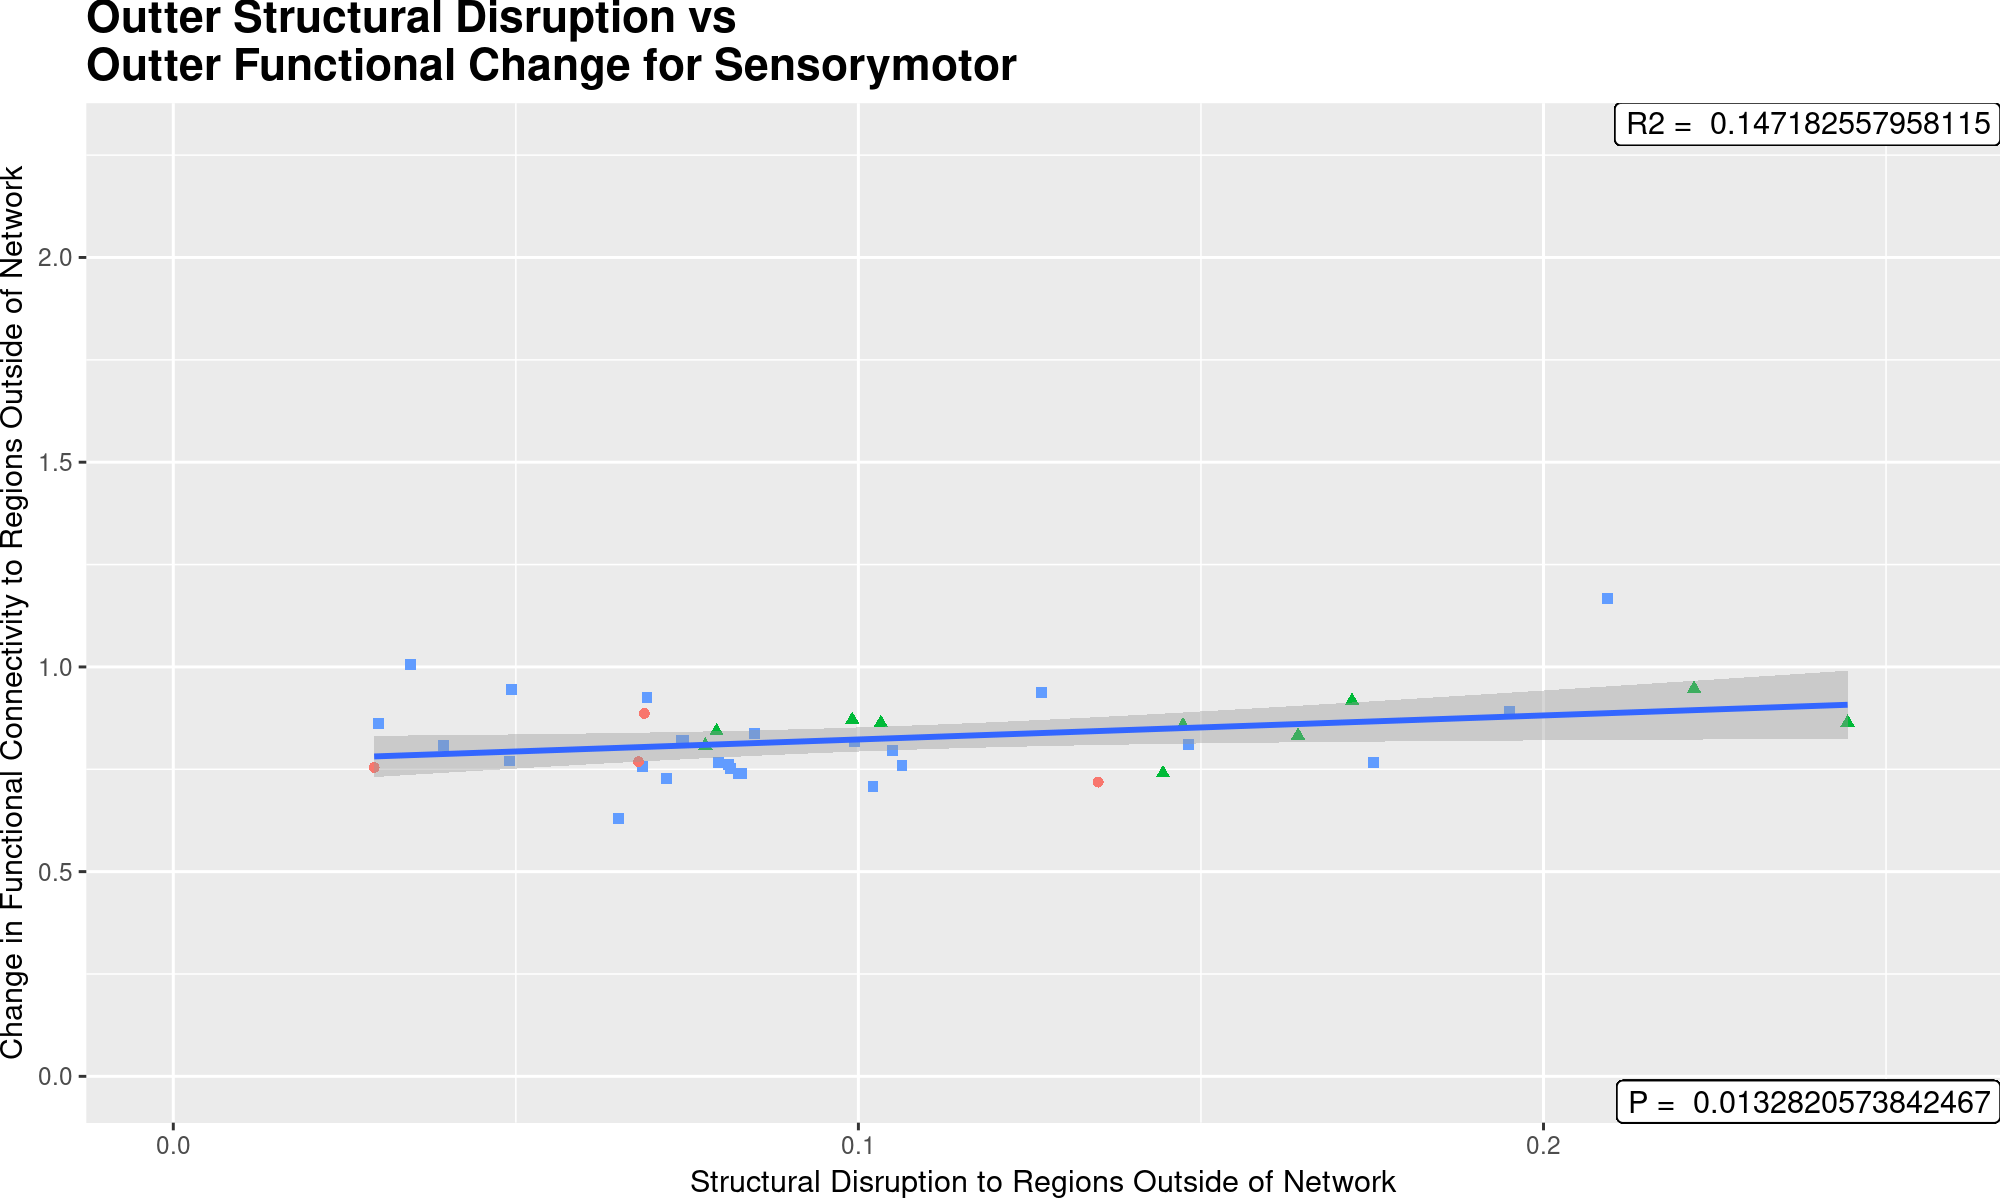 Outter Structural Disruption vs
Outter Functional Change for Sensorymotor
R2 =  0.147182557958115
Change in Functional Connectivity to Regions Outside of Network
2.0
1.5
1.0
0.5
0.0
P =  0.0132820573842467
0.0
0.1
0.2
Structural Disruption to Regions Outside of Network